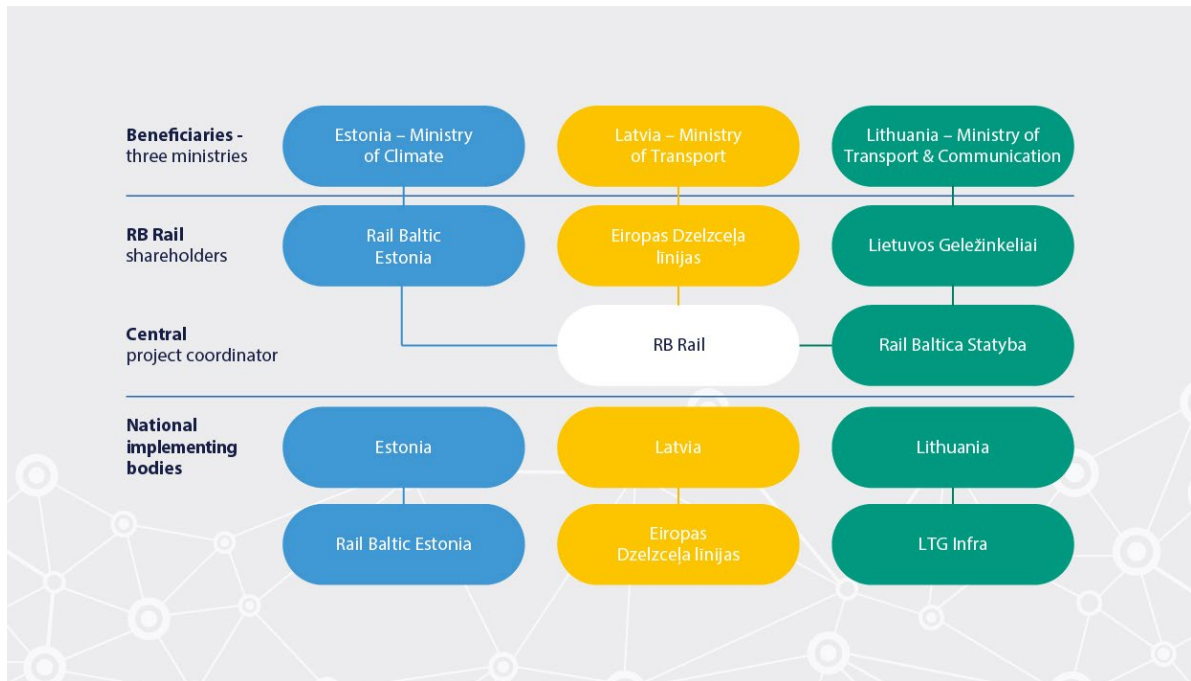 Beneficiaries -
three ministries
Estonia – Ministry
of Climate
Latvia – Ministry
of Transport
Lithuania – Ministry of
Transport & Communication
RB Rail
shareholders
Rail Baltic
Estonia
Eiropas Dzelzceļa
līnijas
Lietuvos Geležinkeliai
Central
project coordinator
RB Rail
Rail Baltica Statyba
National
implementing
bodies
Estonia
Latvia
Lithuania
Rail Baltic Estonia
Eiropas
Dzelzceļa līnijas
LTG Infra